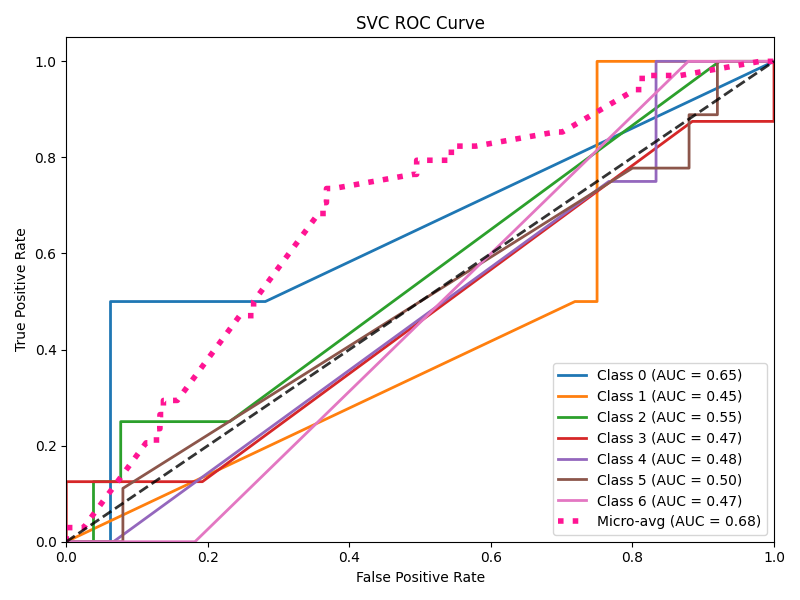 SVC ROC Curve
True Positive Rate
1.0
0.8
0.6
0.4
0.2
0.0
0.0 0.2 0.4 0.6 0.8 1.0
False Positive Rate
Class 0 (AUC = 0.65)
Class 1 (AUC = 0.45)
Class 2 (AUC = 0.55)
Class 3 (AUC = 0.47)
Class 4 (AUC = 0.48)
Class 5 (AUC = 0.50)
Class 6 (AUC = 0.47)
Micro-avg (AUC = 0.68)